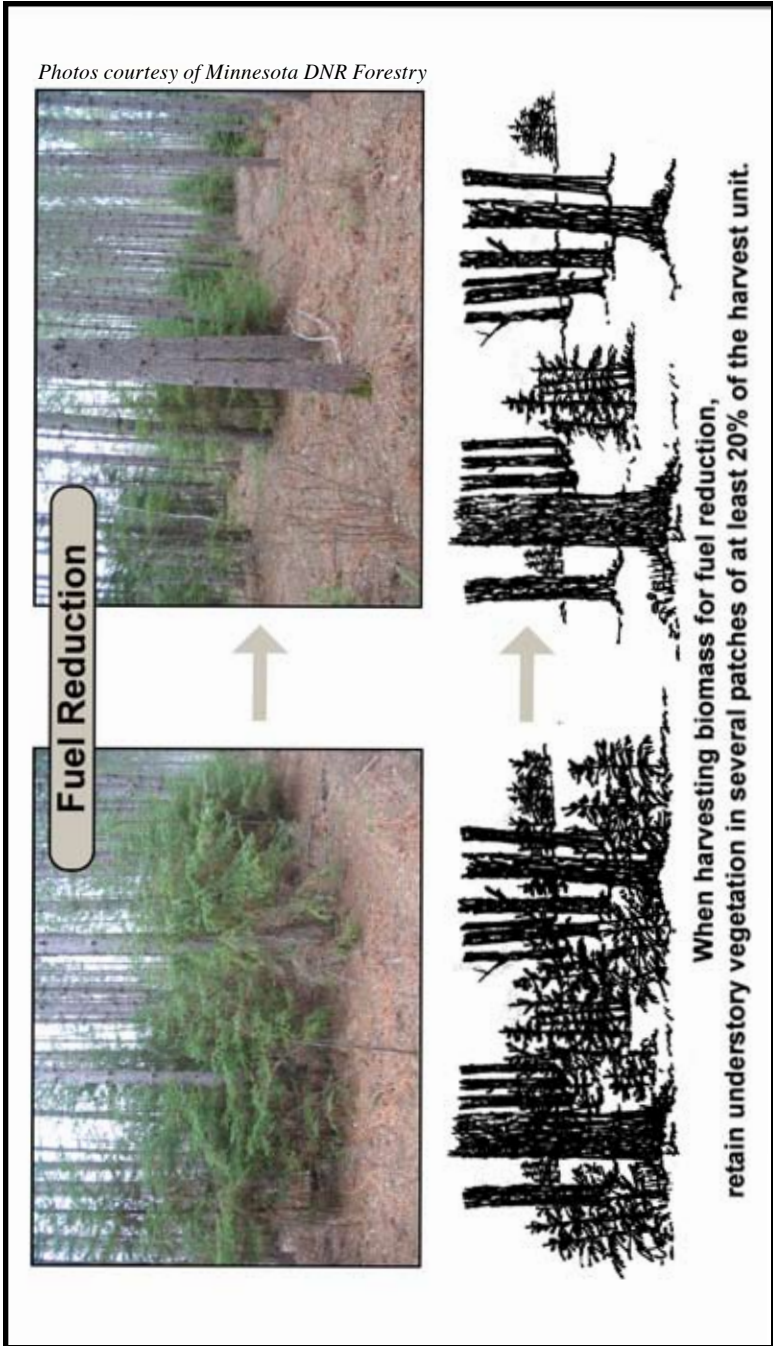 Photos courtesy of Minnesota DNR Forestry
Fuel Reduction
When harvesting biomass for fuel reduction,
retain understory vegetation in several patches of at least 20% of the harvest unit.